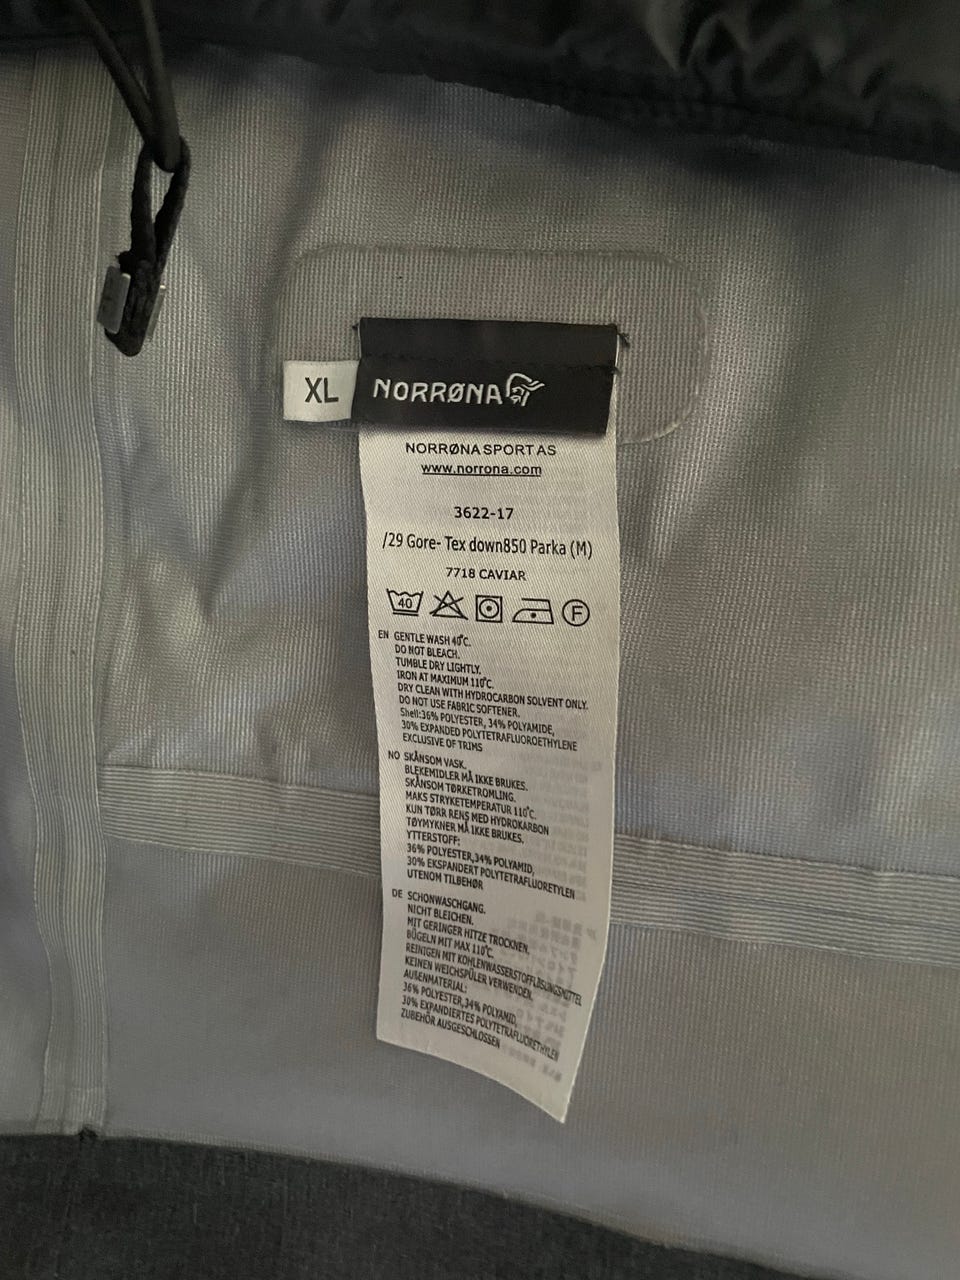 XL
NORRØNA
NORRØNA SPORT AS
www.norrona.com
3622-17
/29 Gore- Tex down850 Parka (M)
7718 CAVIAR
40
F
EN GENTLE WASH 40°C.
DO NOT BLEACH.
TUMBLE DRY LIGHTLY.
IRON AT MAXIMUM 110°C.
DRY CLEAN WITH HYDROCARBON SOLVENT ONLY.
DO NOT USE FABRIC SOFTENER.
Shell:36% POLYESTER, 34% POLYAMIDE,
30% EXPANDED POLYTETRAFLUOROETHYLENE
EXCLUSIVE OF TRIMS
NO SKÅNSOM VASK.
BLEKEMIDLER MÅ IKKE BRUKES.
SKÅNSOM TØRKETROMLING.
MAKS STRYKETEMPERATUR 110°C.
KUN TØRR RENS MED HYDROKARBON
TØYMYKNER MÅ IKKE BRUKES.
YTTERSTOFF:
36% POLYESTER,34% POLYAMID,
30% EKSPANDERT POLYTETRAFLUORETYLEN
UTENOM TILBEHØR
DE SCHONWASCHGANG.
NICHT BLEICHEN.
MIT GERINGER HITZE TROCKNEN.
BÜGELN MIT MAX 110°C.
REINIGEN MIT KOHLENWASSERSTOFFLÖSUNGSMITTEL
KEINEN WEICHSPÜLER VERWENDEN.
AUßENMATERIAL:
36% POLYESTER,34% POLYAMID,
30% EXPANDIERTES POLYTETRAFLUORETHYLEN
ZUBEHÖR AUSGESCHLOSSEN